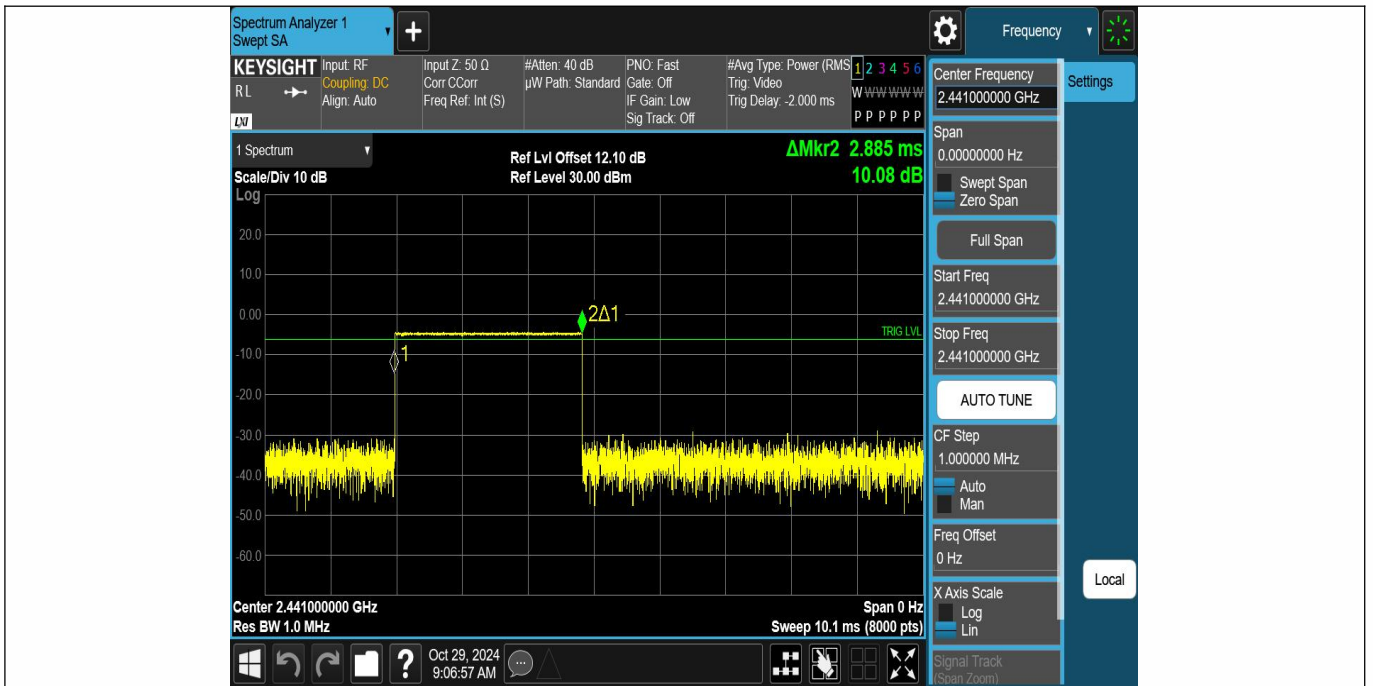 Spectrum Analyzer 1
Swept SA
+
Frequency
KEYSIGHT
RL
LXI
Input: RF
Coupling: DC
Align: Auto
Input Z: 50 Ω
Corr CCorr
Freq Ref: Int (S)
#Atten: 40 dB
µW Path: Standard
PNO: Fast
Gate: Off
IF Gain: Low
Sig Track: Off
#Avg Type: Power (RMS
Trig: Video
Trig Delay: -2.000 ms
1 2 3 4 5 6
W W W W W W
P P P P P P
1 Spectrum
Scale/Div 10 dB
Ref Lvl Offset 12.10 dB
Ref Level 30.00 dBm
ΔMkr2 2.885 ms
10.08 dB
Log
20.0
10.0
0.00
-10.0
-20.0
-30.0
-40.0
-50.0
-60.0
1
2Δ1
TRIG LVL
Center 2.441000000 GHz
Res BW 1.0 MHz
Span 0 Hz
Sweep 10.1 ms (8000 pts)
Center Frequency
2.441000000 GHz
Settings
Span
0.00000000 Hz
Swept Span
Zero Span
Full Span
Start Freq
2.441000000 GHz
Stop Freq
2.441000000 GHz
AUTO TUNE
CF Step
1.000000 MHz
Auto
Man
Freq Offset
0 Hz
X Axis Scale
Log
Lin
Local
Signal Track
(Span Zoom)
?
Oct 29, 2024
9:06:57 AM